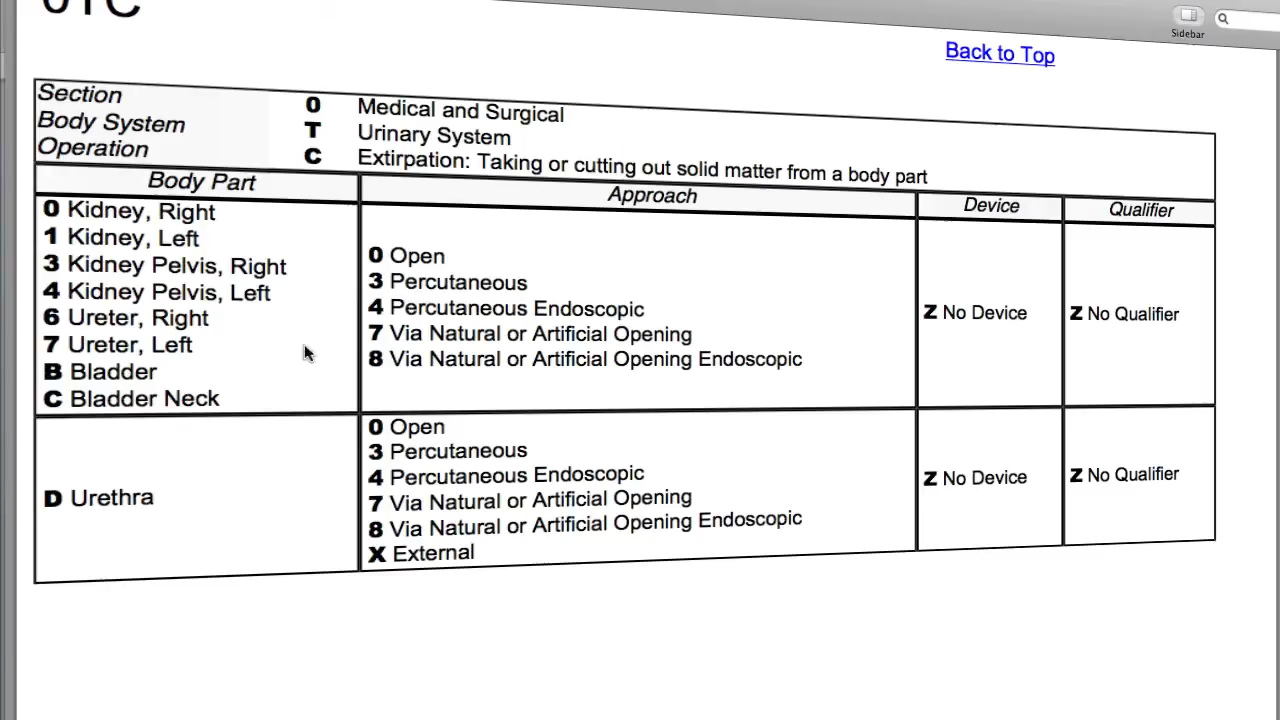 0TC
Sidebar
Back to Top
Section 0 Medical and Surgical
Body System T Urinary System
Operation C Extirpation: Taking or cutting out solid matter from a body part
Body Part Approach Device Qualifier
0 Kidney, Right
1 Kidney, Left
3 Kidney Pelvis, Right
4 Kidney Pelvis, Left
6 Ureter, Right
7 Ureter, Left
B Bladder
C Bladder Neck
0 Open
3 Percutaneous
4 Percutaneous Endoscopic
7 Via Natural or Artificial Opening
8 Via Natural or Artificial Opening Endoscopic
Z No Device
Z No Qualifier
D Urethra
0 Open
3 Percutaneous
4 Percutaneous Endoscopic
7 Via Natural or Artificial Opening
8 Via Natural or Artificial Opening Endoscopic
X External
Z No Device
Z No Qualifier